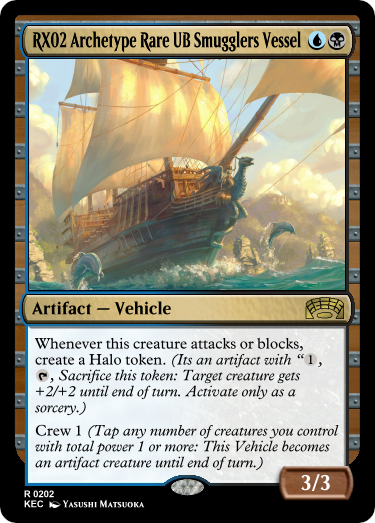 RX02 Archetype Rare UB Smugglers Vessel
Artifact — Vehicle
Whenever this creature attacks or blocks,
create a Halo token. (Its an artifact with “1,
, Sacrifice this token: Target creature gets
+2/+2 until end of turn. Activate only as a
sorcery.)
Crew 1 (Tap any number of creatures you control
with total power 1 or more: This Vehicle becomes
an artifact creature until end of turn.)
3/3
R 0202
KEC Yasushi Matsuoka